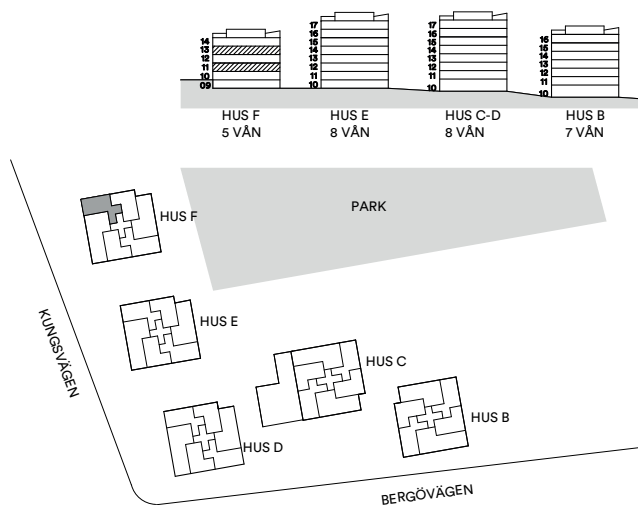 14
13
12
11
10
09
17
16
15
14
13
12
11
10
17
16
15
14
13
12
11
10
16
15
14
13
12
11
10
HUS F
5 VÅN
HUS E
8 VÅN
HUS C-D
8 VÅN
HUS B
7 VÅN
PARK
HUS F
HUS E
HUS C
HUS B
HUS D
KUNGSVÄGEN
BERGÖVÄGEN